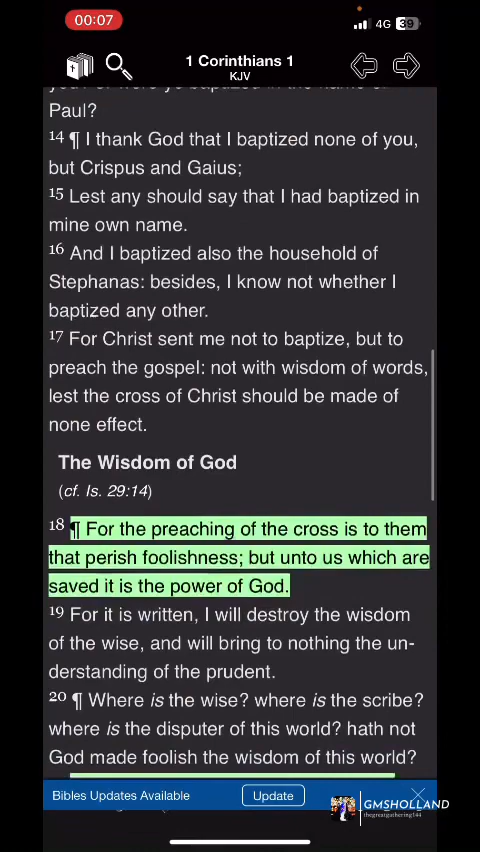 00:07
4G 39
1 Corinthians 1
KJV
Paul?
14 ¶ I thank God that I baptized none of you,
but Crispus and Gaius;
15 Lest any should say that I had baptized in
mine own name.
16 And I baptized also the household of
Stephanas: besides, I know not whether I
baptized any other.
17 For Christ sent me not to baptize, but to
preach the gospel: not with wisdom of words,
lest the cross of Christ should be made of
none effect.
The Wisdom of God
(cf. Is. 29:14)
18 ¶ For the preaching of the cross is to them
that perish foolishness; but unto us which are
saved it is the power of God.
19 For it is written, I will destroy the wisdom
of the wise, and will bring to nothing the un-
derstanding of the prudent.
20 ¶ Where is the wise? where is the scribe?
where is the disputer of this world? hath not
God made foolish the wisdom of this world?
Bibles Updates Available
Update
GMSHOLLAND
thegreatgathering144